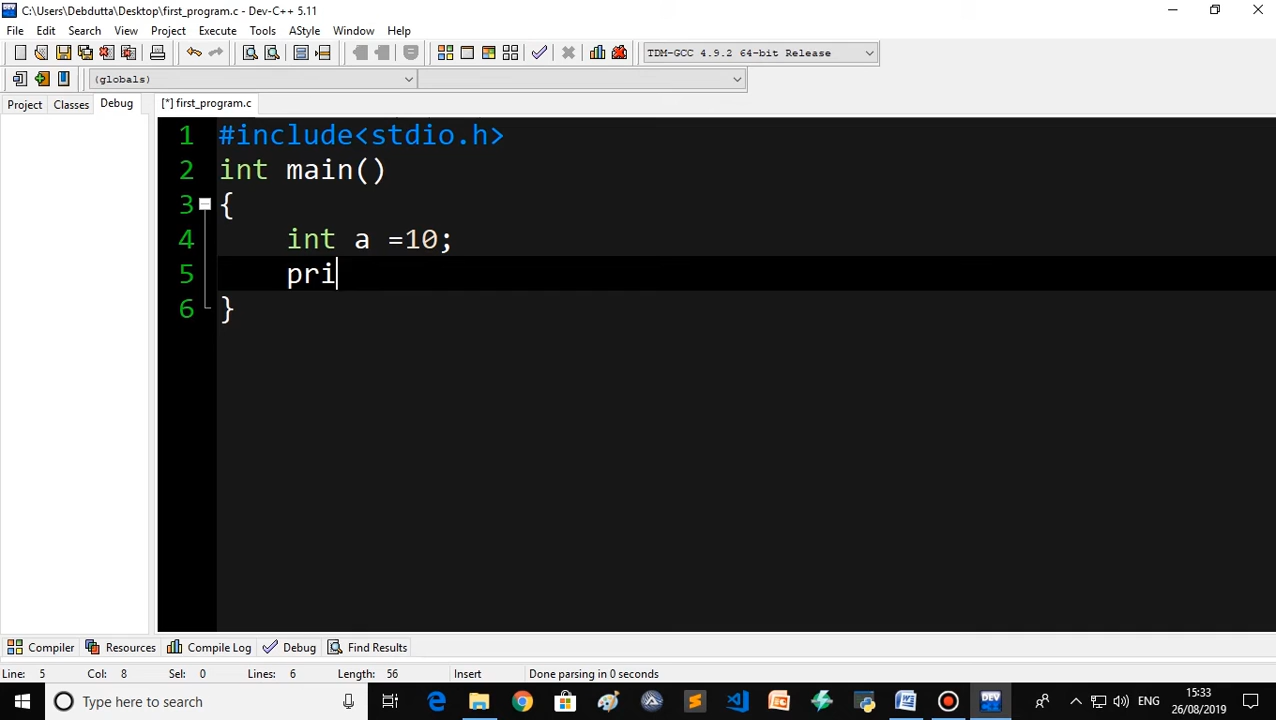 C:\Users\Debdutta\Desktop\first_program.c - Dev-C++ 5.11
File Edit Search View Project Execute Tools AStyle Window Help
TDM-GCC 4.9.2 64-bit Release
(globals)
Project Classes Debug [*] first_program.c
1 #include<stdio.h>
2 int main()
3 {
4 int a =10;
5 pri
6 }
Compiler Resources Compile Log Debug Find Results
Line: 5 Col: 8 Sel: 0 Lines: 6 Length: 56 Insert Done parsing in 0 seconds
Type here to search
ENG
15:33
26/08/2019